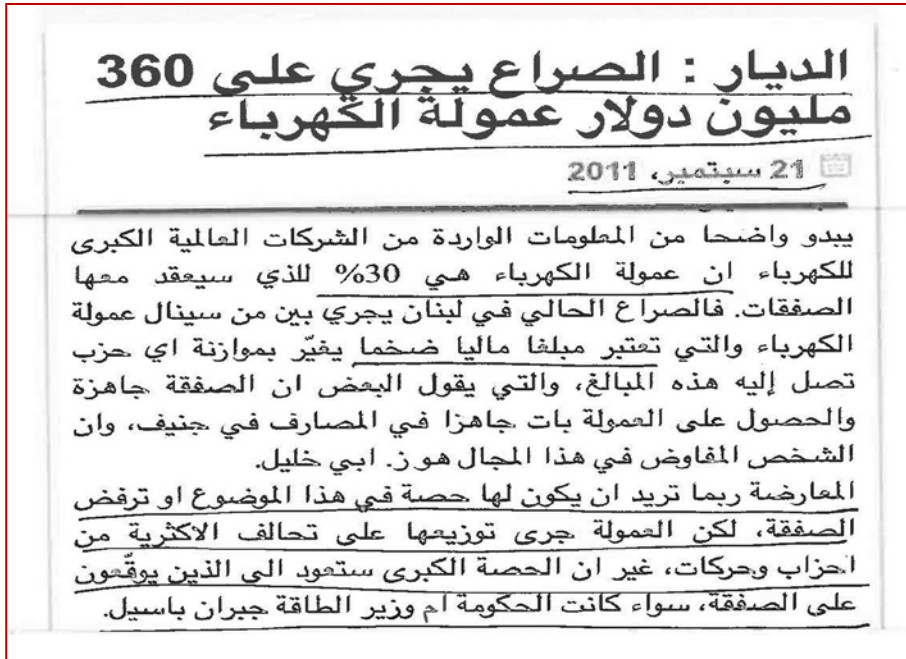 الديار : الصراع يجري على 360
مليون دولار عمولة الكهرباء
21 سبتمبر، 2011
يبدو واضحا من المعلومات الواردة من الشركات العالمية الكبرى
للكهرباء ان عمولة الكهرباء هي 30% للذي سيعقد معها
الصفقات. فالصراع الحالي في لبنان يجري بين من سينال عمولة
الكهرباء والتي تعتبر مبلغا ماليا ضخما يغيّر بموازنة اي حزب
تصل إليه هذه المبالغ، والتي يقول البعض ان الصفقة جاهزة
والحصول على العمولة بات جاهزا في المصارف في جنيف، وان
الشخص المفاوض في هذا المجال هو ز. ابي خليل.
المعارضة ربما تريد ان يكون لها حصة في هذا الموضوع او ترفض
الصفقة، لكن العمولة جرى توزيعها على تحالف الاكثرية من
احزاب وحركات، غير ان الحصة الكبرى ستعود الى الذين يوقّعون
على الصفقة، سواء كانت الحكومة ام وزير الطاقة جبران باسيل.